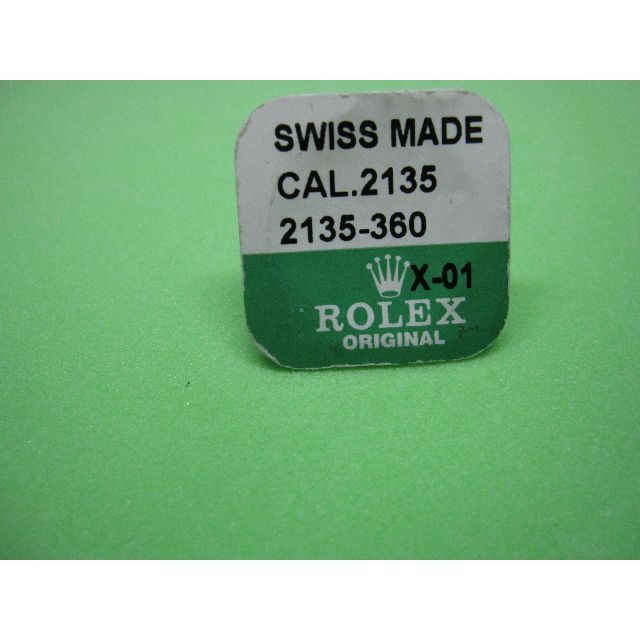 SWISS MADE
CAL.2135
2135-360
X-01
ROLEX
ORIGINAL